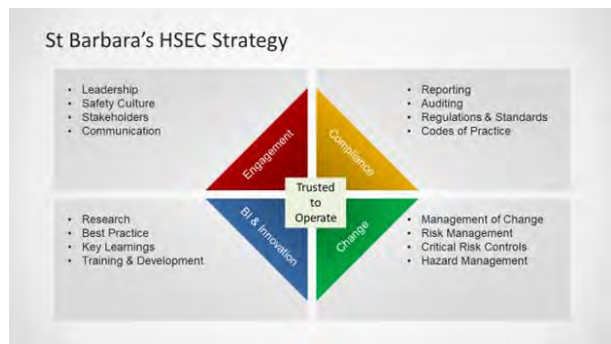 St Barbara's HSEC Strategy
• Leadership
• Safety Culture
• Stakeholders
• Communication
• Reporting
• Auditing
• Regulations & Standards
• Codes of Practice
Engagement
Compliance
Trusted
to
Operate
BI & Innovation
Change
• Research
• Best Practice
• Key Learnings
• Training & Development
• Management of Change
• Risk Management
• Critical Risk Controls
• Hazard Management